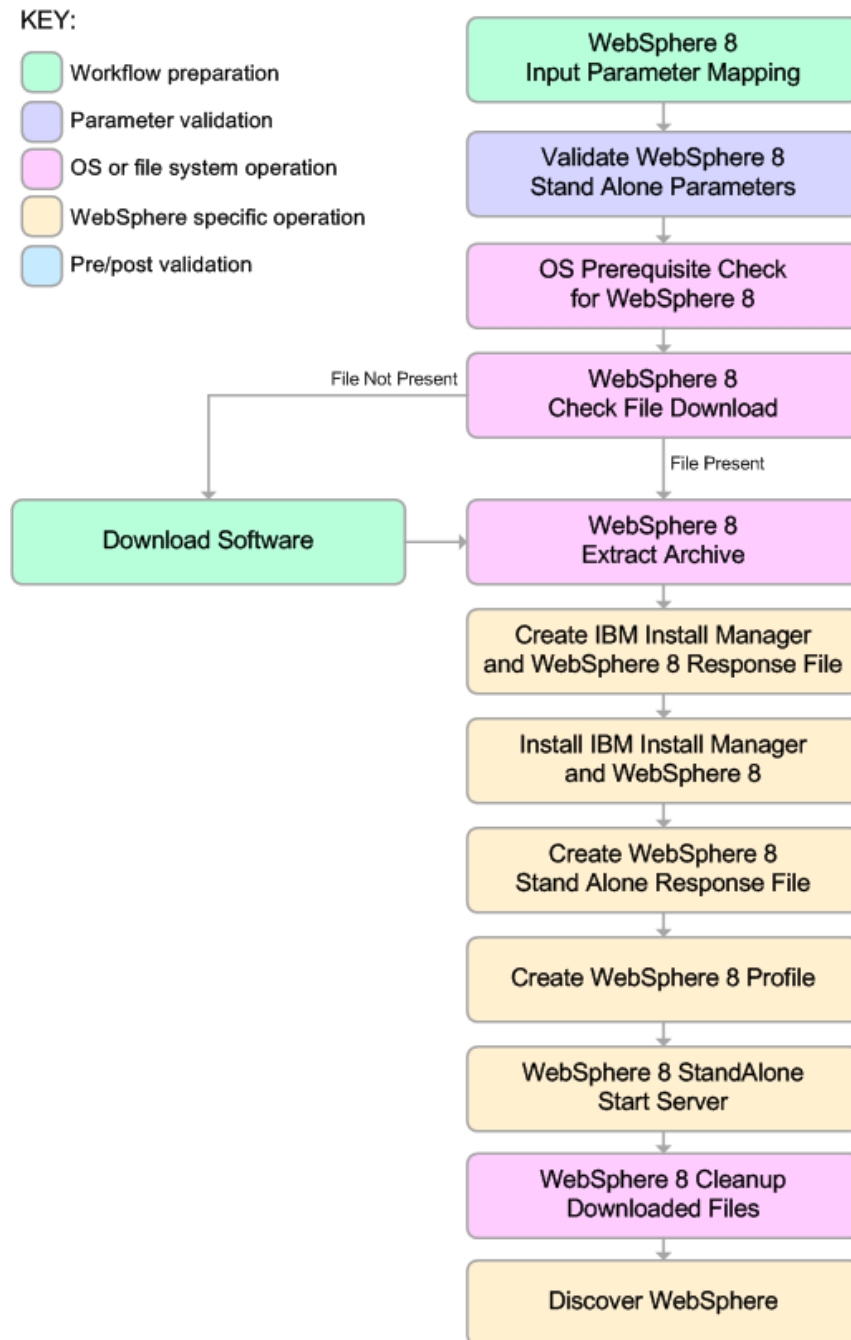 KEY:
Workflow preparation
Parameter validation
OS or file system operation
WebSphere specific operation
Pre/post validation
WebSphere 8
Input Parameter Mapping
Validate WebSphere 8
Stand Alone Parameters
OS Prerequisite Check
for WebSphere 8
File Not Present
WebSphere 8
Check File Download
File Present
Download Software
WebSphere 8
Extract Archive
Create IBM Install Manager
and WebSphere 8 Response File
Install IBM Install Manager
and WebSphere 8
Create WebSphere 8
Stand Alone Response File
Create WebSphere 8 Profile
WebSphere 8 StandAlone
Start Server
WebSphere 8 Cleanup
Downloaded Files
Discover WebSphere